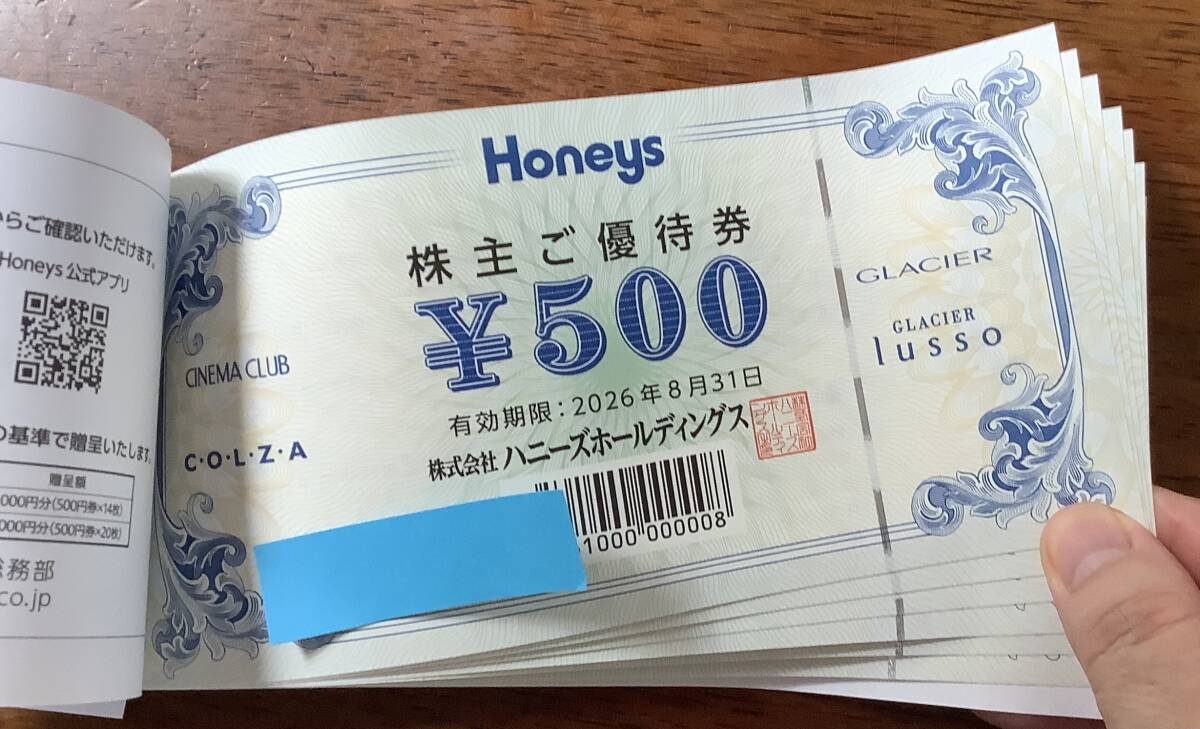 からご確認いただけます。
Honeys 公式アプリ
の基準で贈呈いたします。
贈呈額
000円分(500円券×14枚)
000円分(500円券×20枚)
総務部
co.jp
Honeys
株主ご優待券
¥500
有効期限:2026年8月31日
株式会社 ハニーズホールディングス
1000 000008
CINEMA CLUB
C·O·L·Z·A
GLACIER
GLACIER
lusso